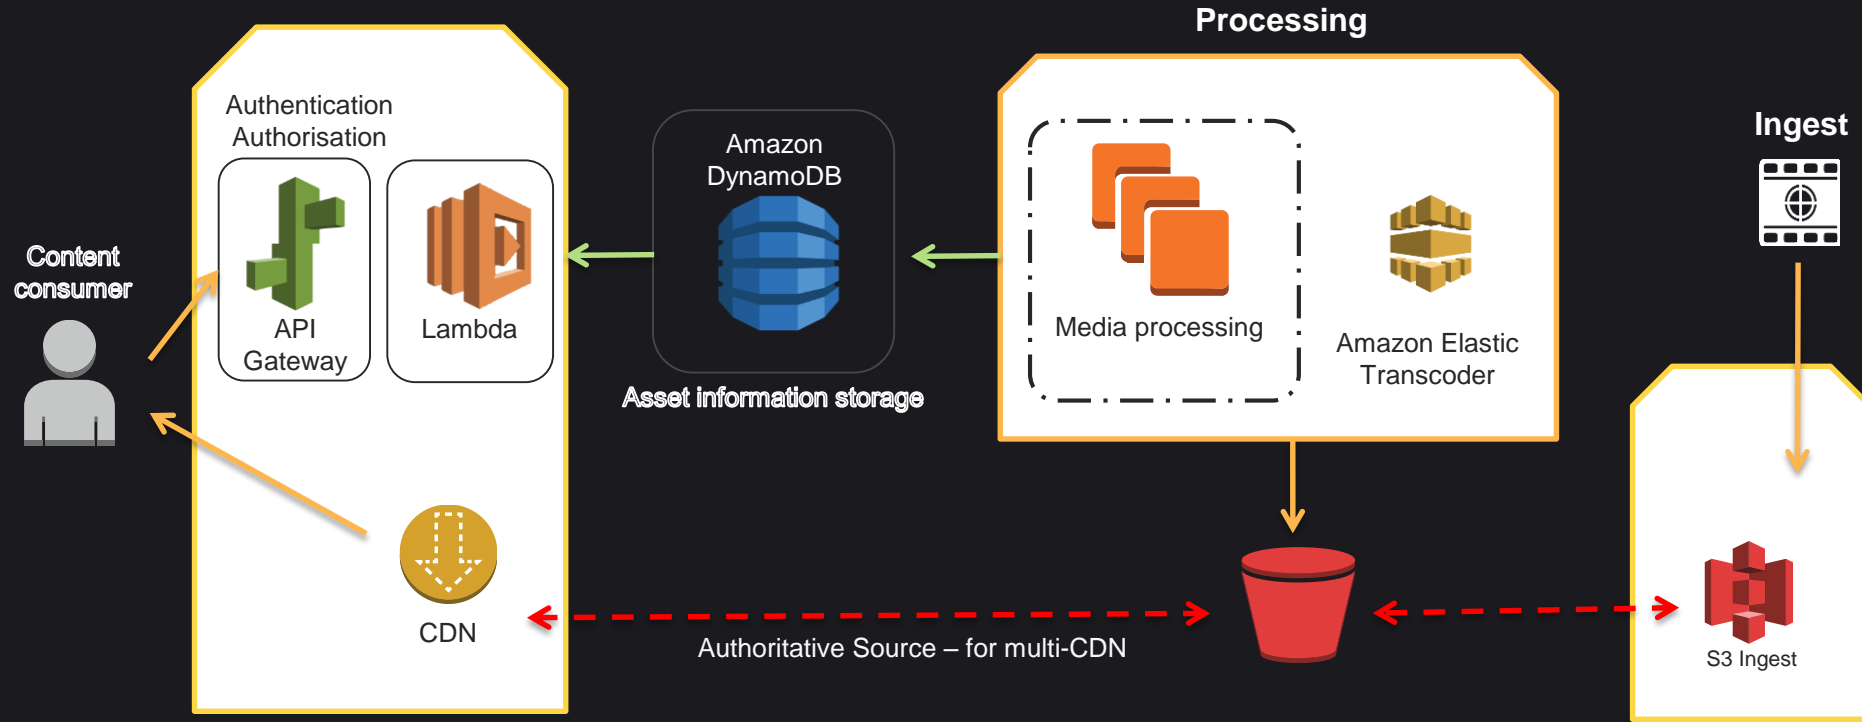 Processing
Ingest
Authentication
Authorisation
API
Gateway
Lambda
Content
consumer
Amazon
DynamoDB
Asset information storage
Media processing
Amazon Elastic
Transcoder
CDN
Authoritative Source – for multi-CDN
S3 Ingest